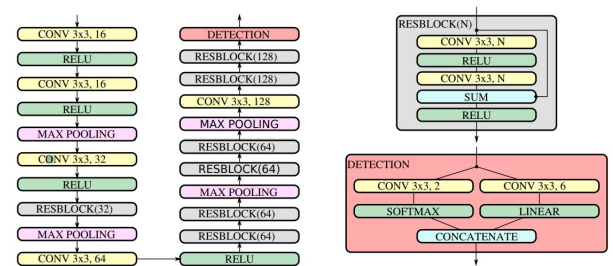 CONV 3x3, 16
RELU
CONV 3x3, 16
RELU
MAX POOLING
CONV 3x3, 32
RELU
RESBLOCK(32)
MAX POOLING
CONV 3x3, 64
DETECTION
RESBLOCK(128)
RESBLOCK(128)
CONV 3x3, 128
MAX POOLING
RESBLOCK(64)
RESBLOCK(64)
MAX POOLING
RESBLOCK(64)
RESBLOCK(64)
RELU
RESBLOCK(N)
CONV 3x3, N
RELU
CONV 3x3, N
SUM
RELU
DETECTION
CONV 3x3, 2 CONV 3x3, 6
SOFTMAX LINEAR
CONCATENATE